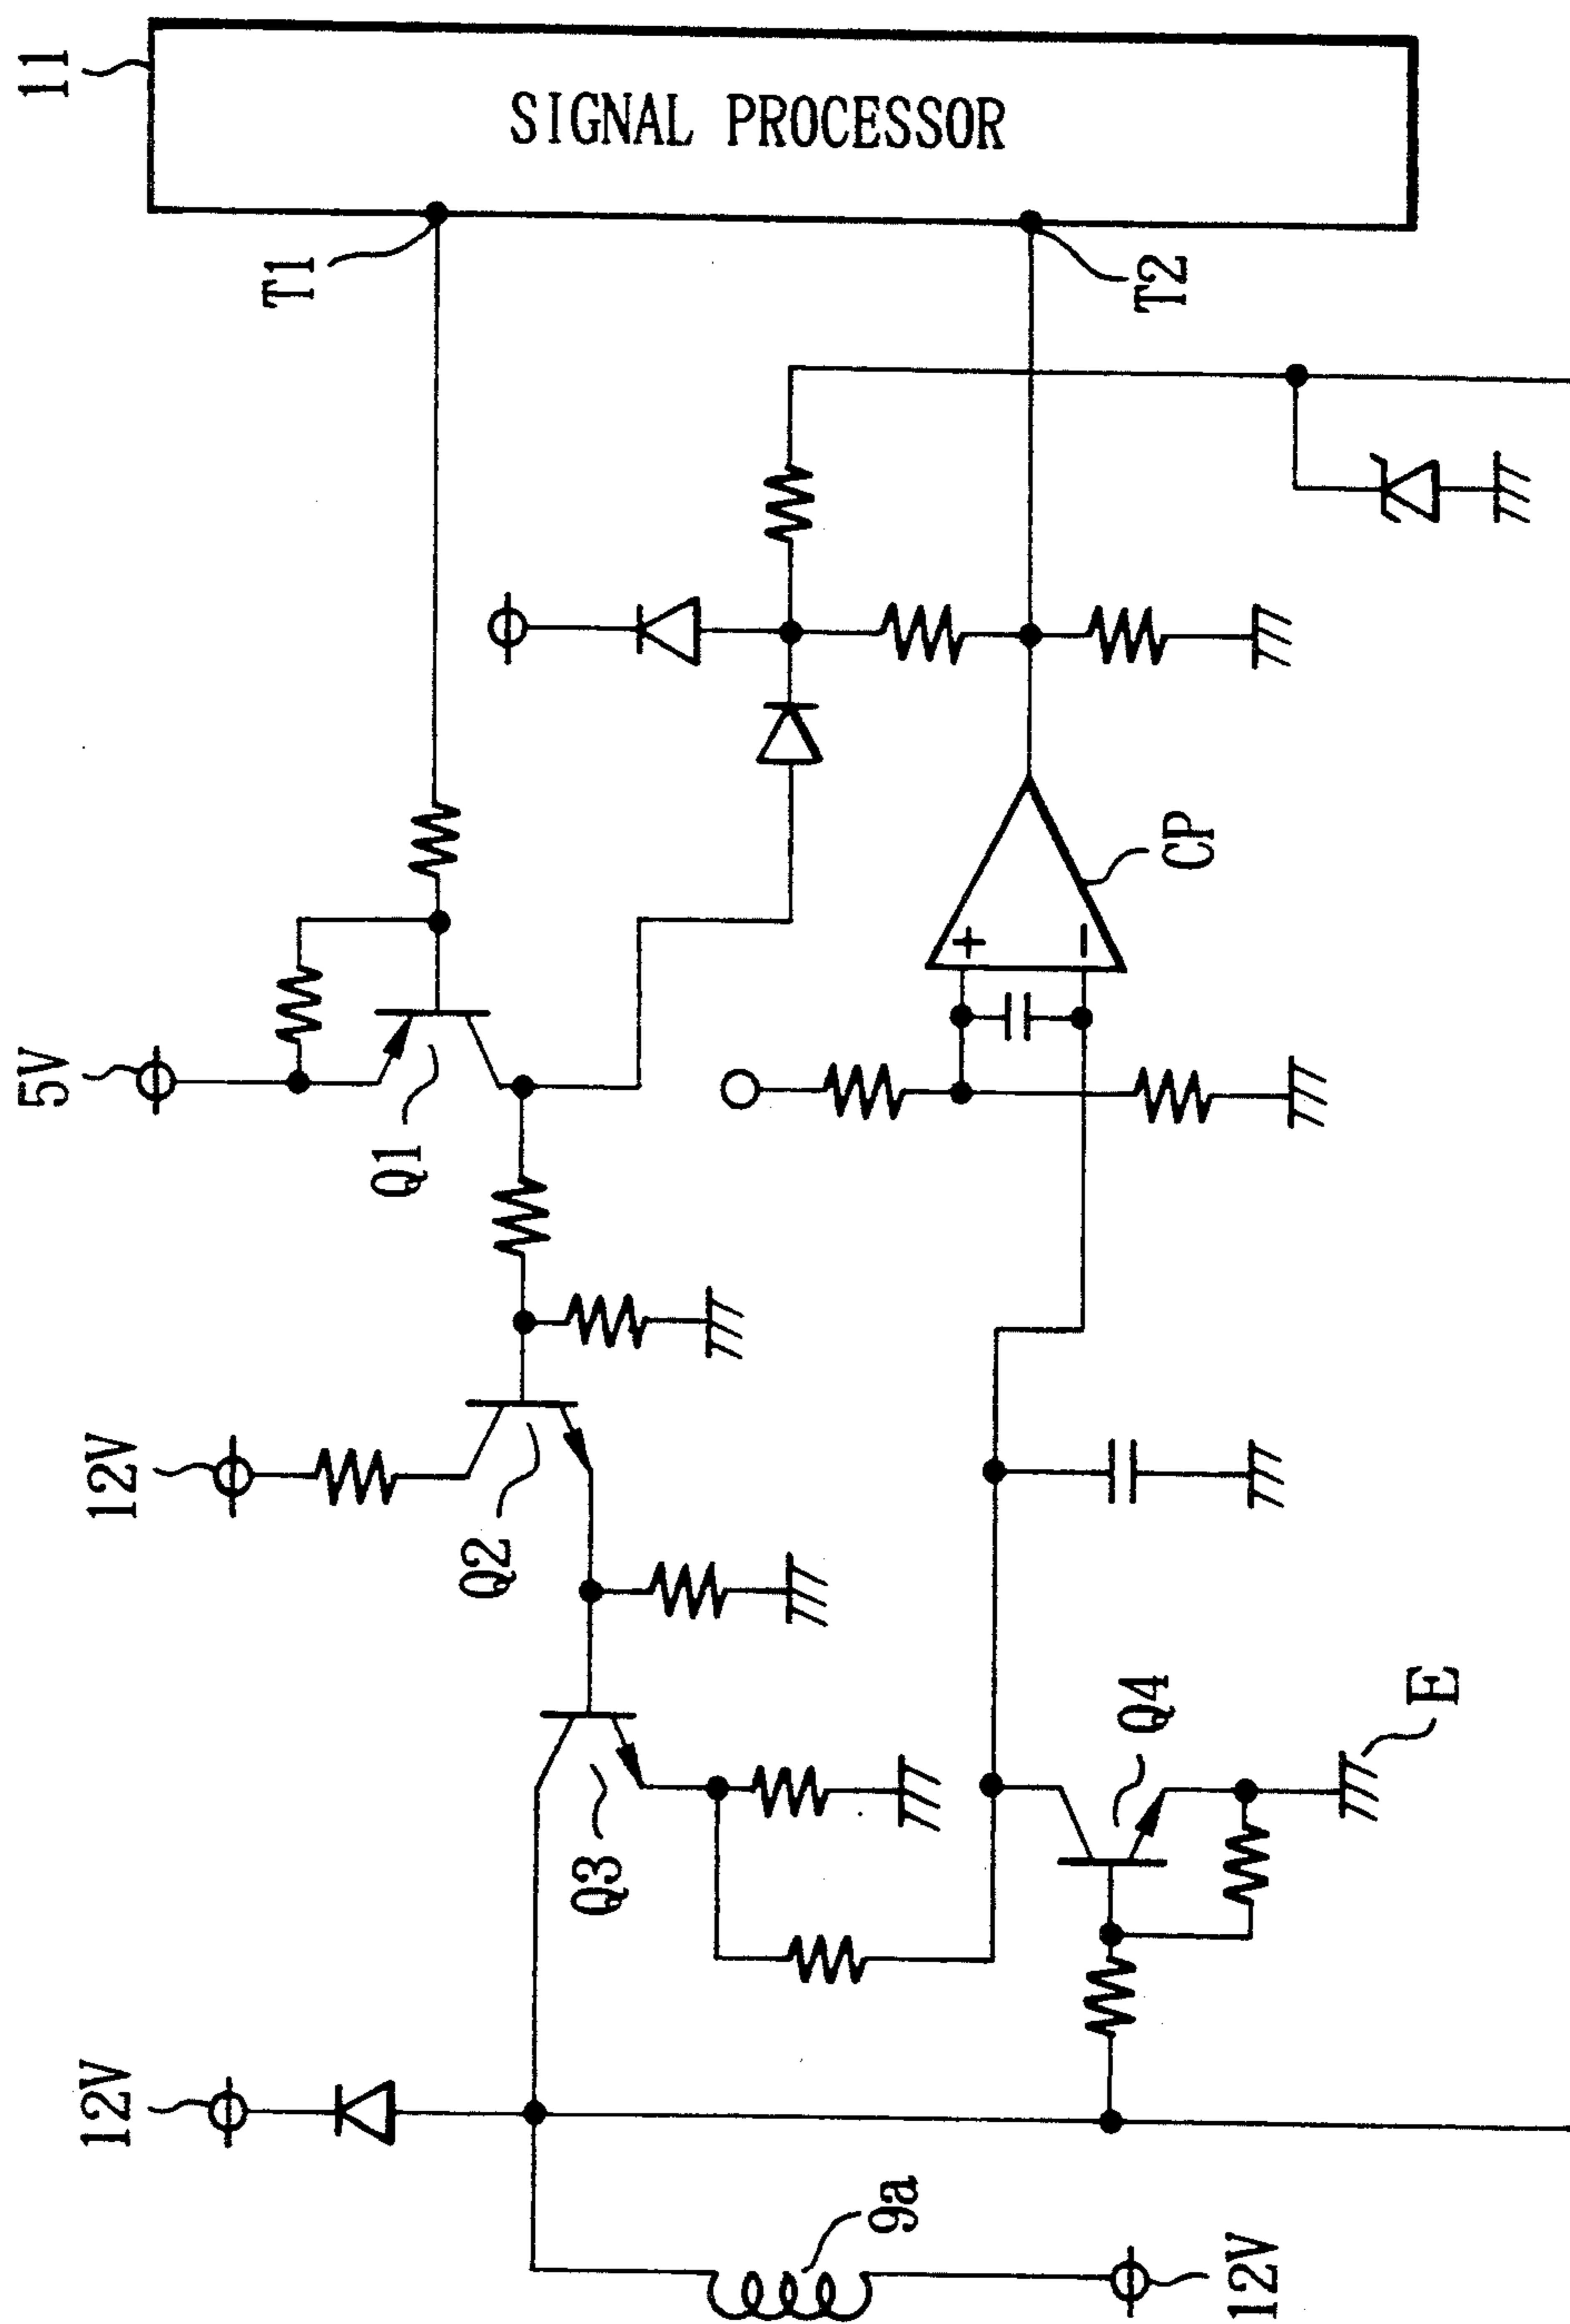 11
SIGNAL PROCESSOR
T1
T2
5V
Q1
+
−
CP
12V
Q2
Q3
Q4
E
12V
9a
12V